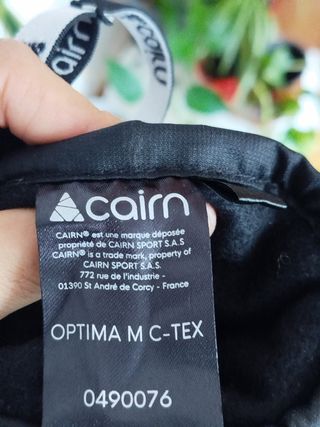 cairn
cairn
CAIRN® est une marque déposée
propriété de CAIRN SPORT S.A.S
CAIRN® is a trade mark, property of
CAIRN SPORT S.A.S.
772 rue de l'industrie -
01390 St André de Corcy - France
OPTIMA M C-TEX
0490076